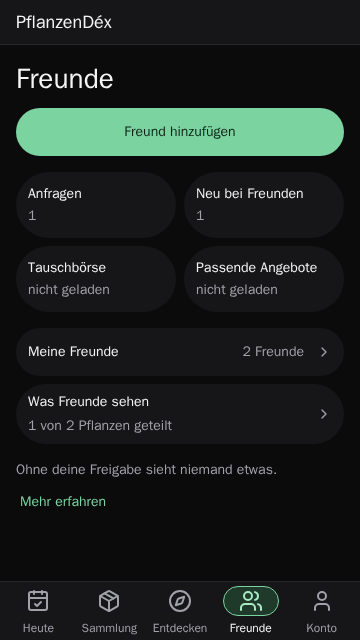 PflanzenDéx
Freunde
Freund hinzufügen
Anfragen
1
Neu bei Freunden
1
Tauschbörse
nicht geladen
Passende Angebote
nicht geladen
Meine Freunde
2 Freunde
Was Freunde sehen
1 von 2 Pflanzen geteilt
Ohne deine Freigabe sieht niemand etwas.
Mehr erfahren
Heute
Sammlung
Entdecken
Freunde
Konto